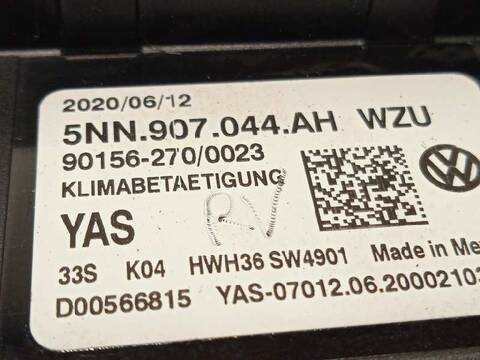 2020/06/12
5NN.907.044.AH WZU
90156-270/0023
KLIMABETAETIGUNG
YAS RV
33S K04 HWH36 SW4901 Made in Me
D00566815 YAS-07012.06.2000210